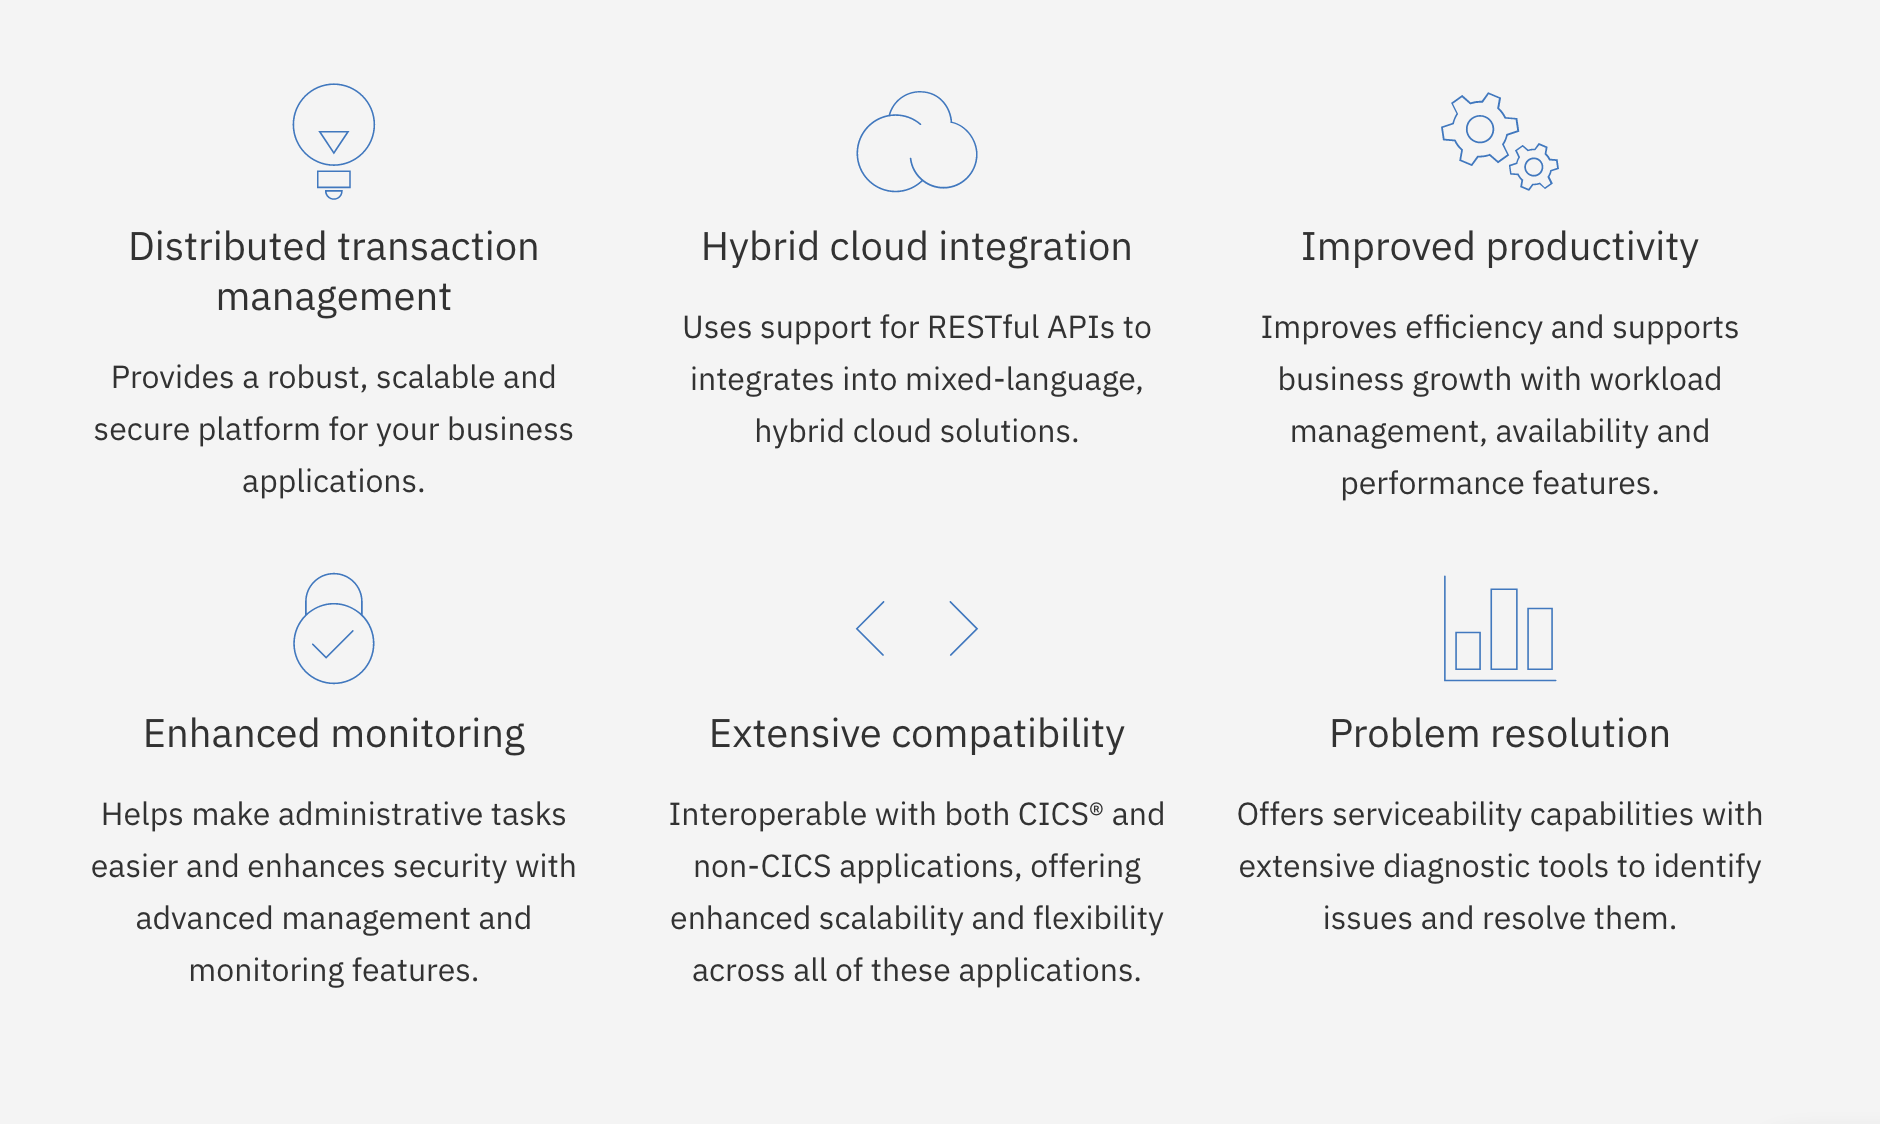 Distributed transaction
management
Provides a robust, scalable and
secure platform for your business
applications.
Hybrid cloud integration
Uses support for RESTful APIs to
integrates into mixed-language,
hybrid cloud solutions.
Improved productivity
Improves efficiency and supports
business growth with workload
management, availability and
performance features.
Enhanced monitoring
Helps make administrative tasks
easier and enhances security with
advanced management and
monitoring features.
Extensive compatibility
Interoperable with both CICS® and
non-CICS applications, offering
enhanced scalability and flexibility
across all of these applications.
Problem resolution
Offers serviceability capabilities with
extensive diagnostic tools to identify
issues and resolve them.